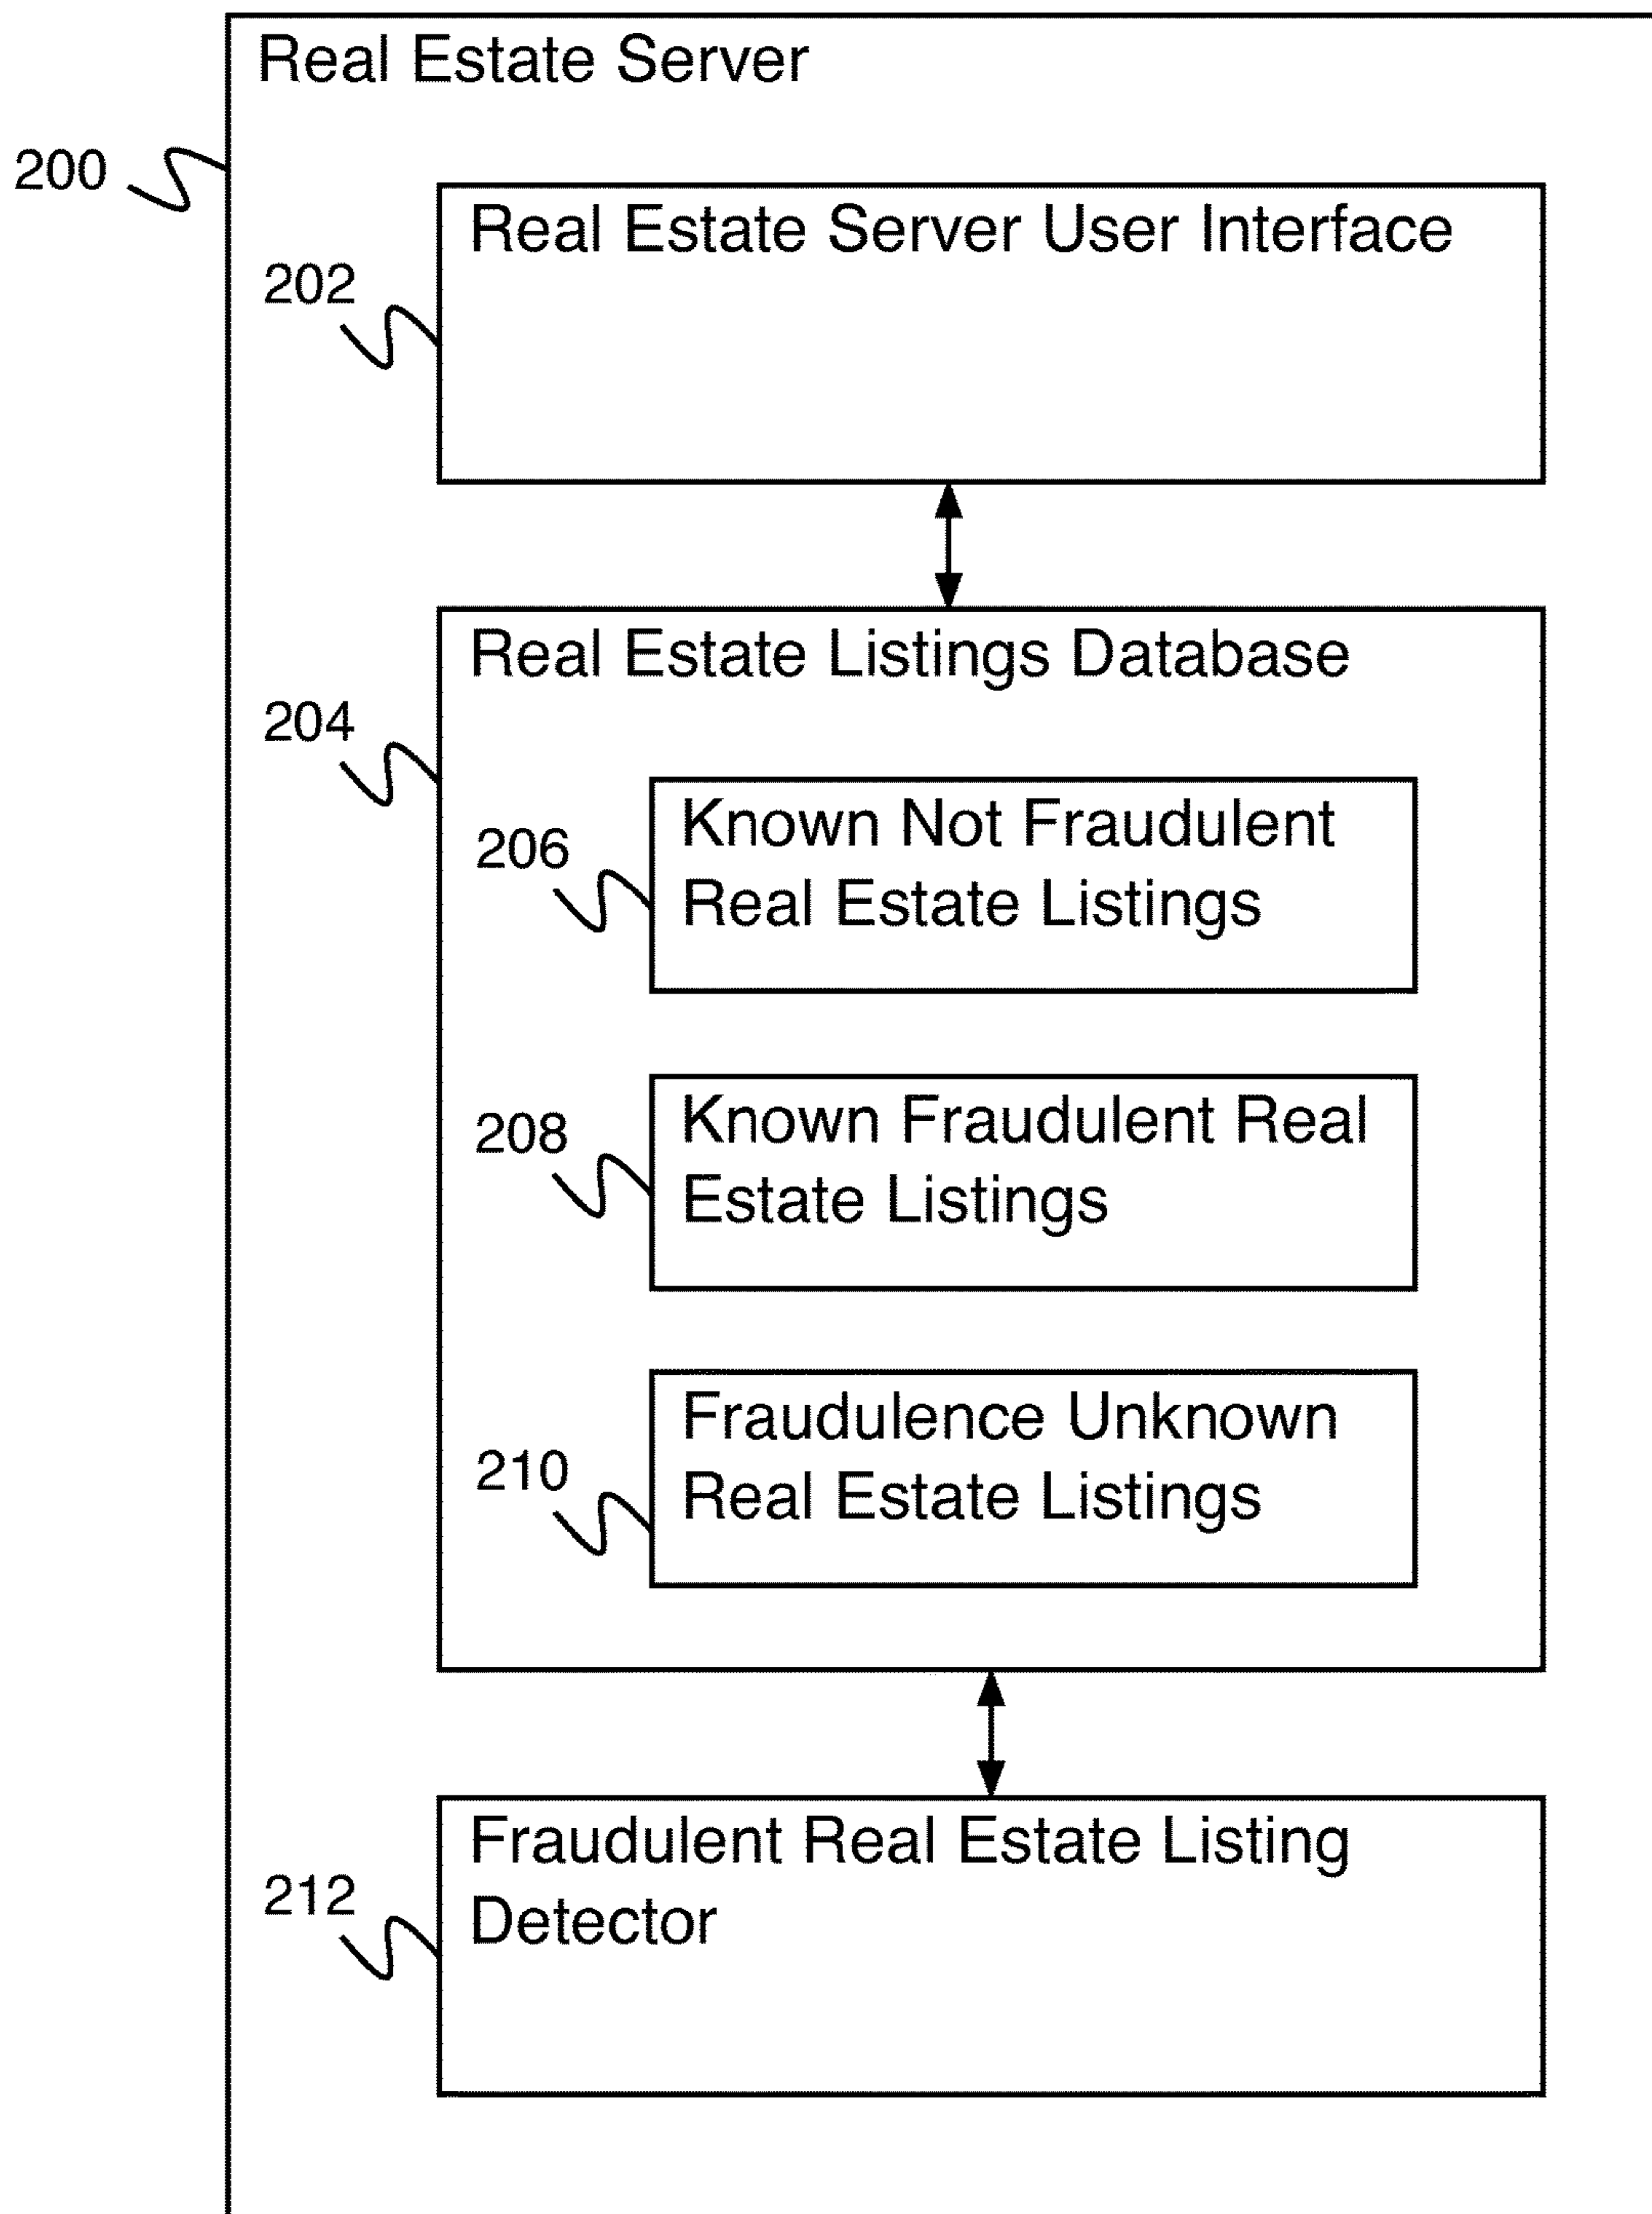 Real Estate Server
200
Real Estate Server User Interface
202
Real Estate Listings Database
204
Known Not Fraudulent
206
Real Estate Listings
Known Fraudulent Real
208
Estate Listings
Fraudulence Unknown
210
Real Estate Listings
Fraudulent Real Estate Listing
212
Detector